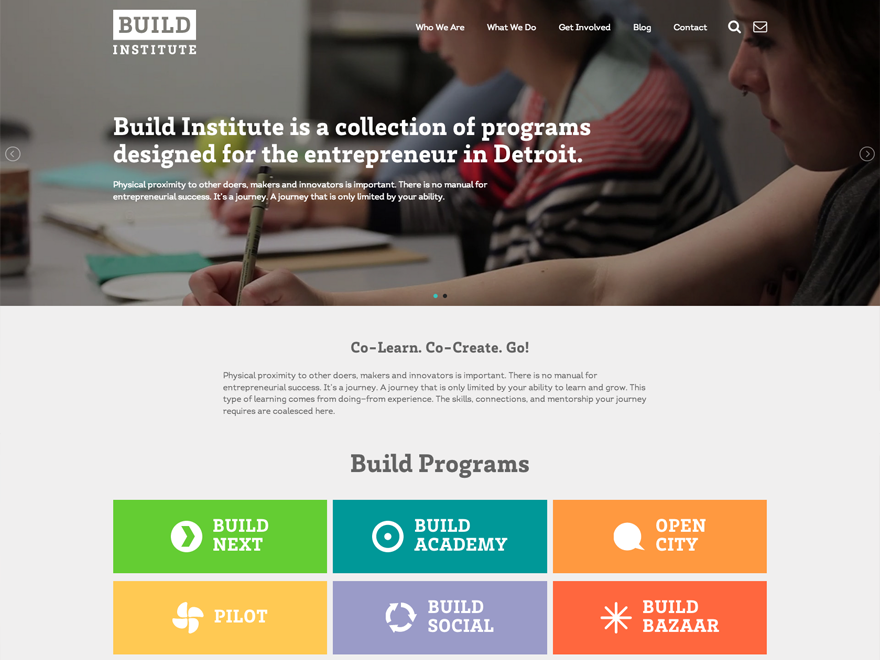 BUILD
INSTITUTE
Who We Are What We Do Get Involved Blog Contact
Build Institute is a collection of programs
designed for the entrepreneur in Detroit.
Physical proximity to other doers, makers and innovators is important. There is no manual for
entrepreneurial success. It's a journey. A journey that is only limited by your ability.
Co-Learn. Co-Create. Go!
Physical proximity to other doers, makers and innovators is important. There is no manual for
entrepreneurial success. It's a journey. A journey that is only limited by your ability to learn and grow. This
type of learning comes from doing—from experience. The skills, connections, and mentorship your journey
requires are coalesced here.
Build Programs
BUILD
NEXT
BUILD
ACADEMY
OPEN
CITY
PILOT
BUILD
SOCIAL
BUILD
BAZAAR